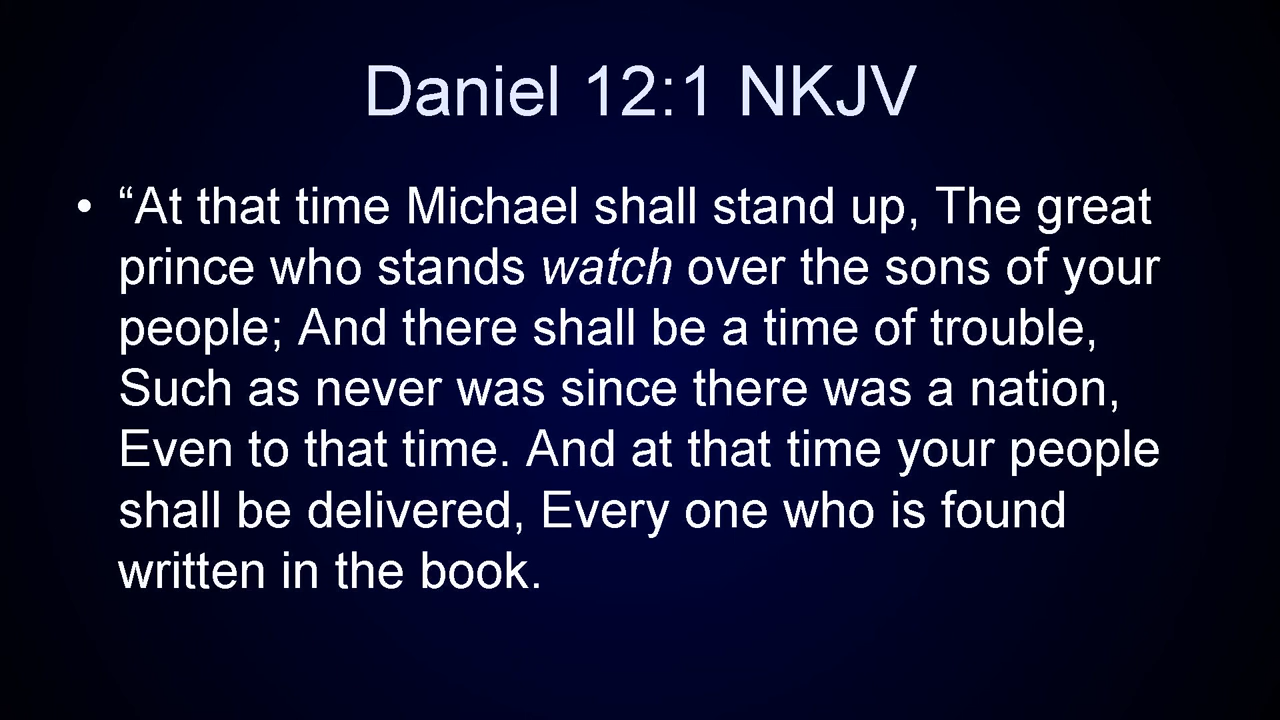 Daniel 12:1 NKJV
• “At that time Michael shall stand up, The great
prince who stands watch over the sons of your
people; And there shall be a time of trouble,
Such as never was since there was a nation,
Even to that time. And at that time your people
shall be delivered, Every one who is found
written in the book.